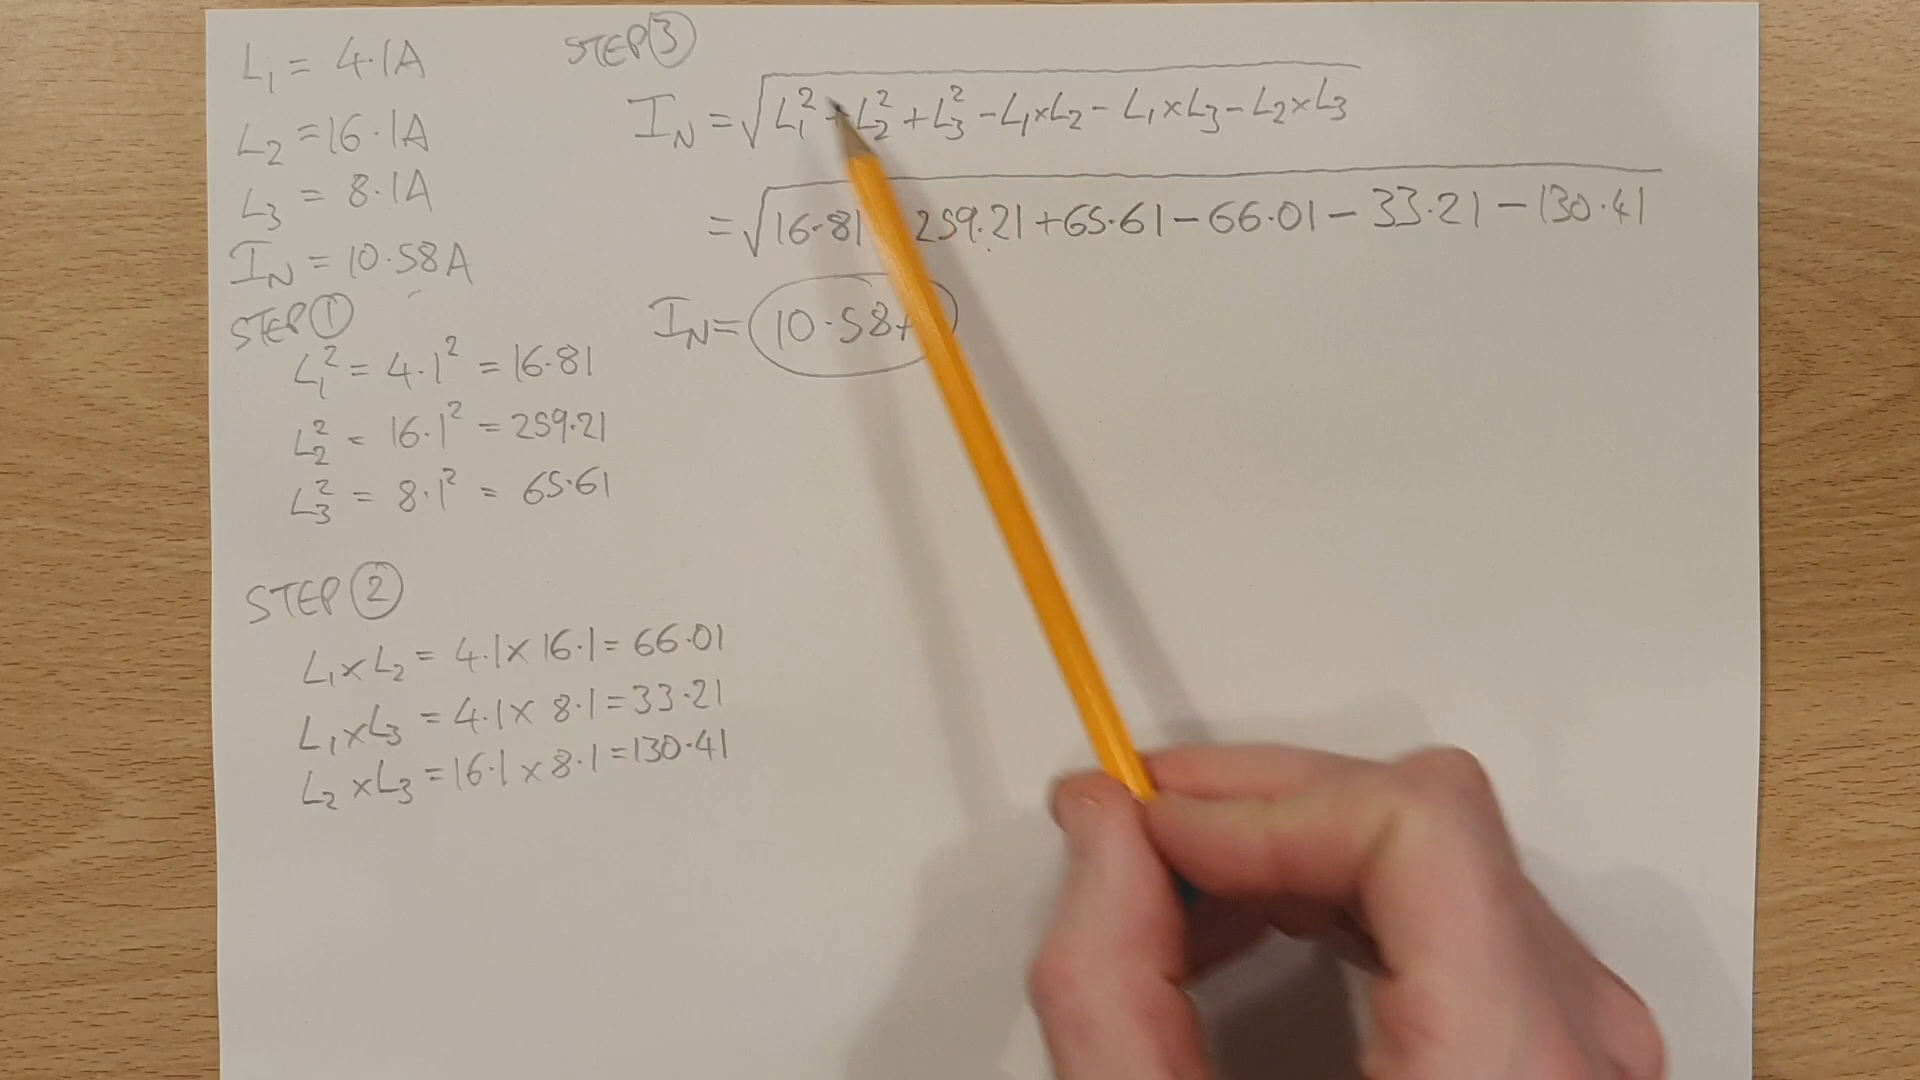 L₁ = 4.1A
L₂ = 16.1A
L₃ = 8.1A
I_N = 10.58A
STEP ①
L₁² = 4.1² = 16.81
L₂² = 16.1² = 259.21
L₃² = 8.1² = 65.61
STEP ②
L₁×L₂ = 4.1×16.1 = 66.01
L₁×L₃ = 4.1×8.1 = 33.21
L₂×L₃ = 16.1×8.1 = 130.41
STEP ③
I_N = √L₁² + L₂² + L₃² - L₁×L₂ - L₁×L₃ - L₂×L₃
= √16.81 259.21 + 65.61 - 66.01 - 33.21 - 130.41
I_N = 10.58